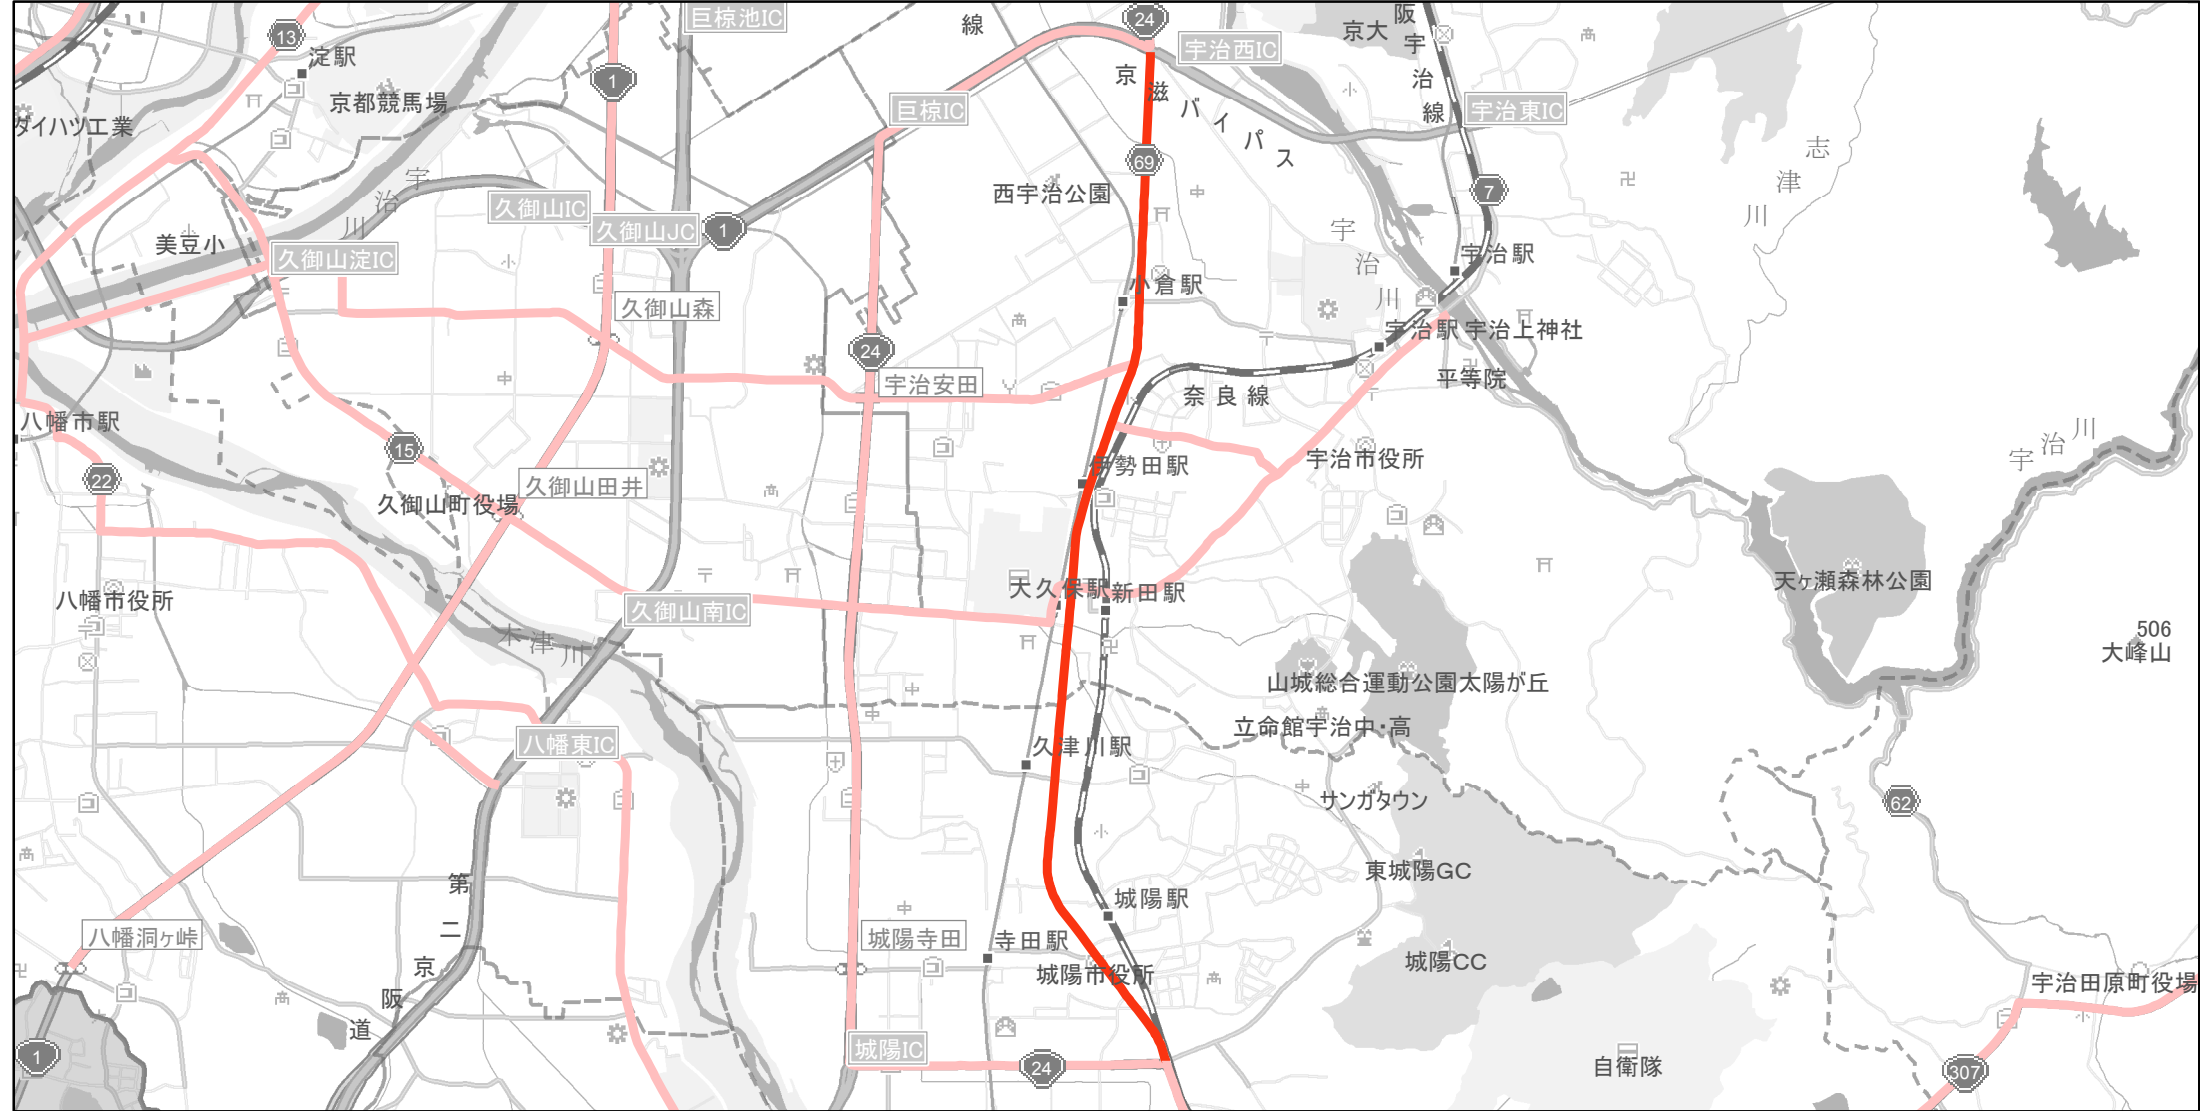 巨椋池IC
線
24
阪宇治線
京大
13
淀駅
宇治西IC
1
京滋バイパス
京都競馬場
巨椋IC
宇治東IC
ダイハツ工業
志津川
69
宇治川
西宇治公園
7
久御山IC
久御山JC
1
宇治川
美豆小
久御山淀IC
宇治駅
小倉駅
久御山森
宇治駅
宇治上神社
24
宇治安田
平等院
奈良線
八幡市駅
宇治川
15
伊勢田駅
宇治市役所
22
久御山田井
久御山町役場
天ヶ瀬森林公園
大久保駅
新田駅
八幡市役所
久御山南IC
506
木津川
大峰山
山城総合運動公園太陽が丘
立命館宇治中・高
八幡東IC
久津川駅
サンガタウン
62
東城陽GC
第二京阪道
城陽駅
八幡洞ヶ峠
城陽寺田
寺田駅
城陽CC
城陽市役所
宇治田原町役場
城陽IC
1
24
自衛隊
307